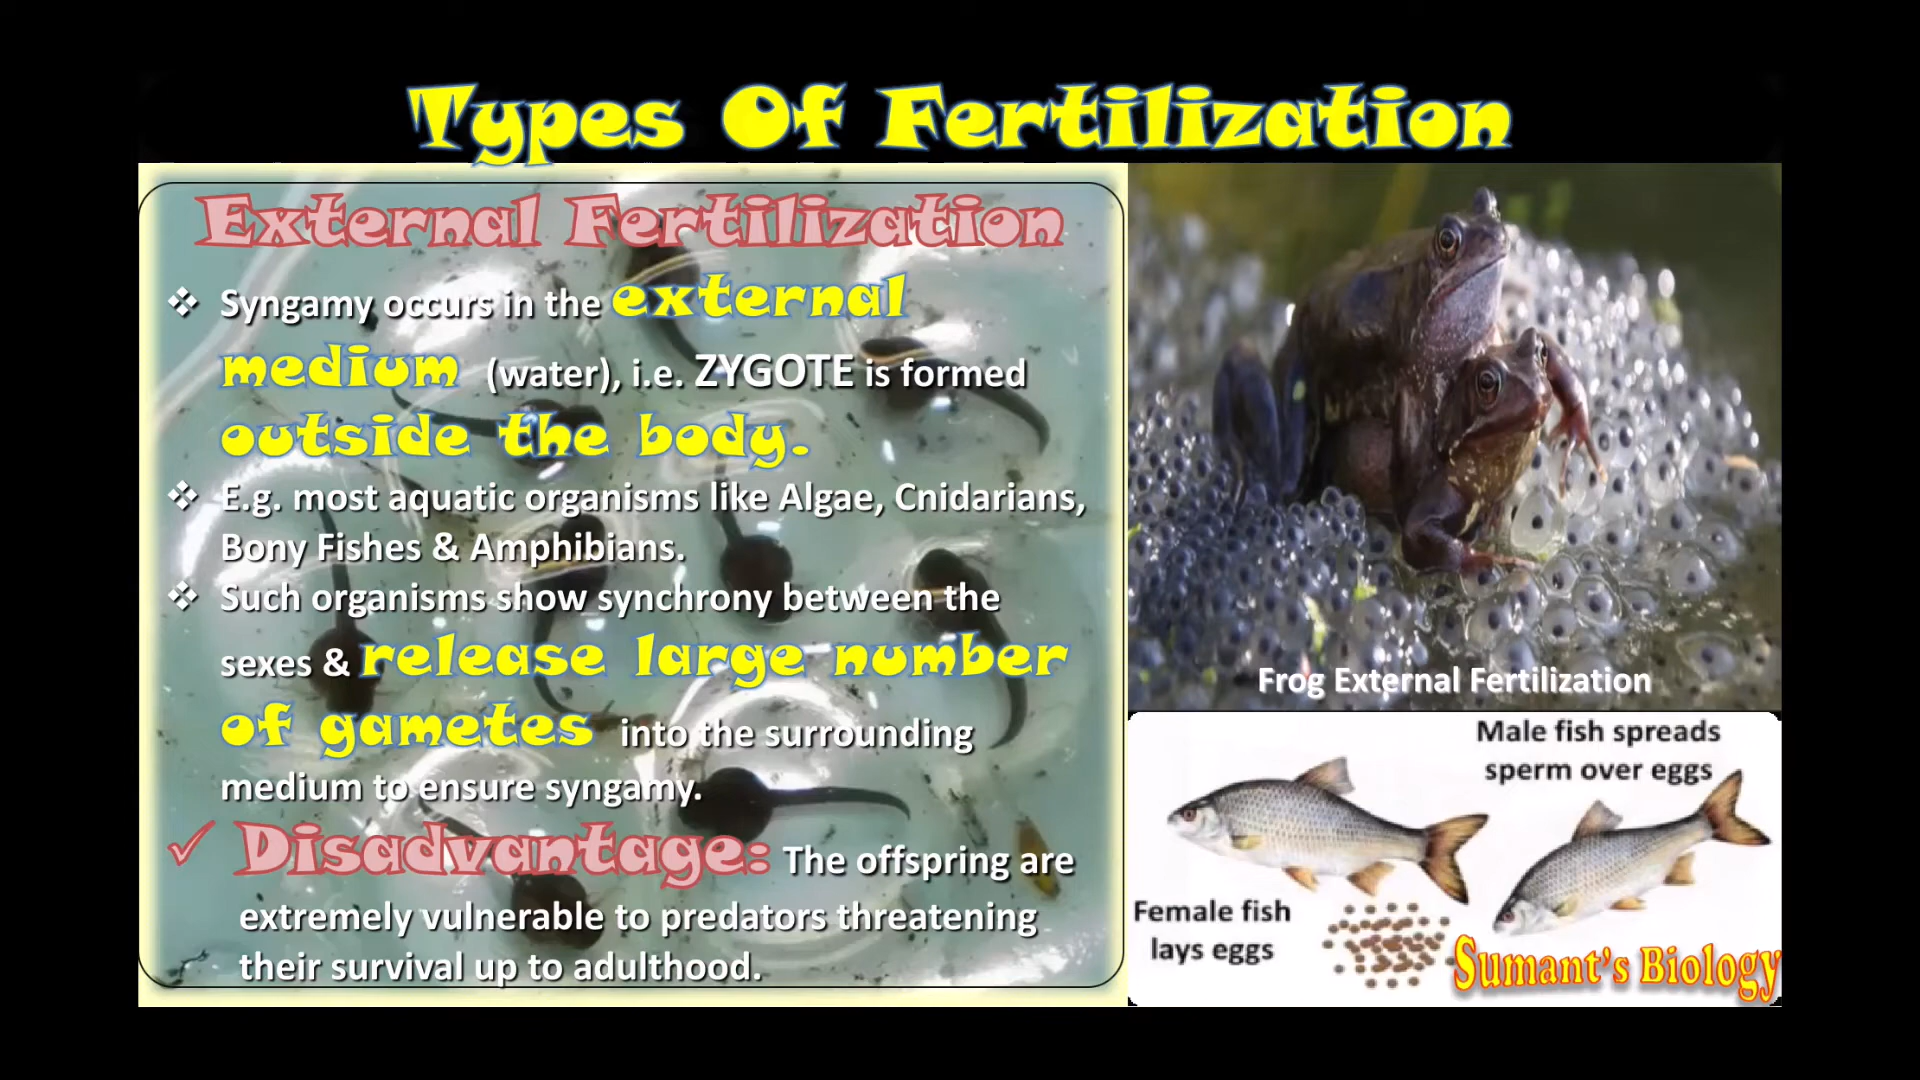 Types Of Fertilization
External Fertilization
❖ Syngamy occurs in the external
medium (water), i.e. ZYGOTE is formed
outside the body.
❖ E.g. most aquatic organisms like Algae, Cnidarians,
Bony Fishes & Amphibians.
❖ Such organisms show synchrony between the
sexes & release large number
of gametes into the surrounding
medium to ensure syngamy.
✓ Disadvantage: The offspring are
extremely vulnerable to predators threatening
their survival up to adulthood.
Frog External Fertilization
Male fish spreads
sperm over eggs
Female fish
lays eggs
Sumant's Biology